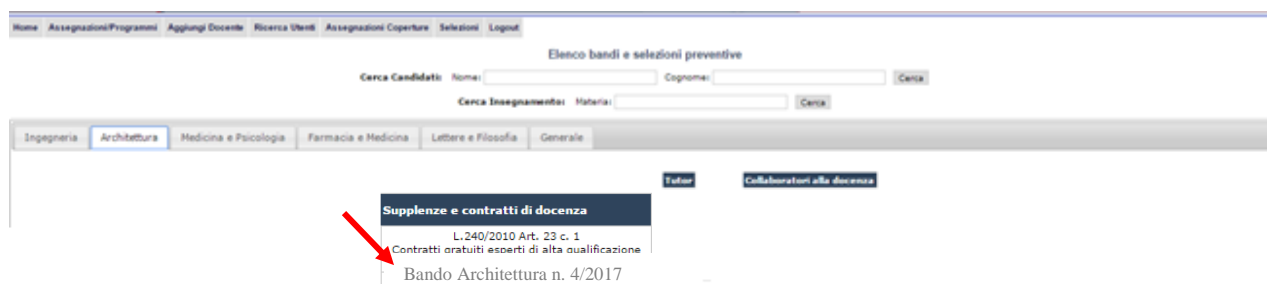 Home Assegnazioni/Programmi Aggiungi Docente Ricerca Utenti Assegnazioni Coperture Selezioni Logout
Elenco bandi e selezioni preventive
Cerca Candidati: Nome: Cognome: Cerca
Cerca Insegnamento: Materia: Cerca
Ingegneria Architettura Medicina e Psicologia Farmacia e Medicina Lettere e Filosofia Generale
Tutor Collaboratori alla docenza
Supplenze e contratti di docenza
L.240/2010 Art. 23 c. 1
Contratti gratuiti esperti di alta qualificazione
Bando Architettura n. 4/2017